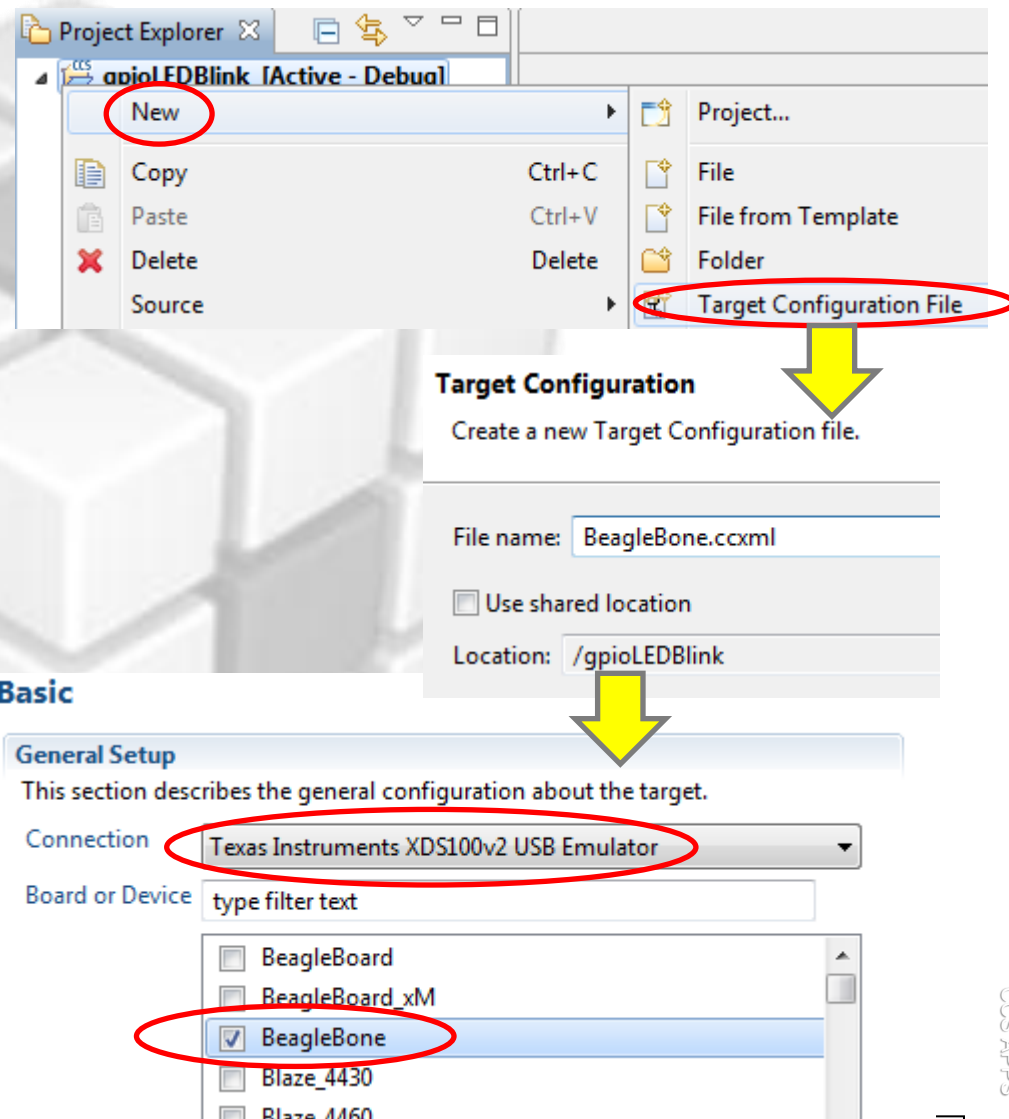 Project Explorer
gpioLEDBlink [Active - Debug]
New
Project...
Copy Ctrl+C
File
Paste Ctrl+V
File from Template
Delete Delete
Folder
Source
Target Configuration File
Target Configuration
Create a new Target Configuration file.
File name: BeagleBone.ccxml
Use shared location
Location: /gpioLEDBlink
Basic
General Setup
This section describes the general configuration about the target.
Connection Texas Instruments XDS100v2 USB Emulator
Board or Device type filter text
BeagleBoard
BeagleBoard_xM
BeagleBone
Blaze_4430
Blaze_4460
CCS APPS